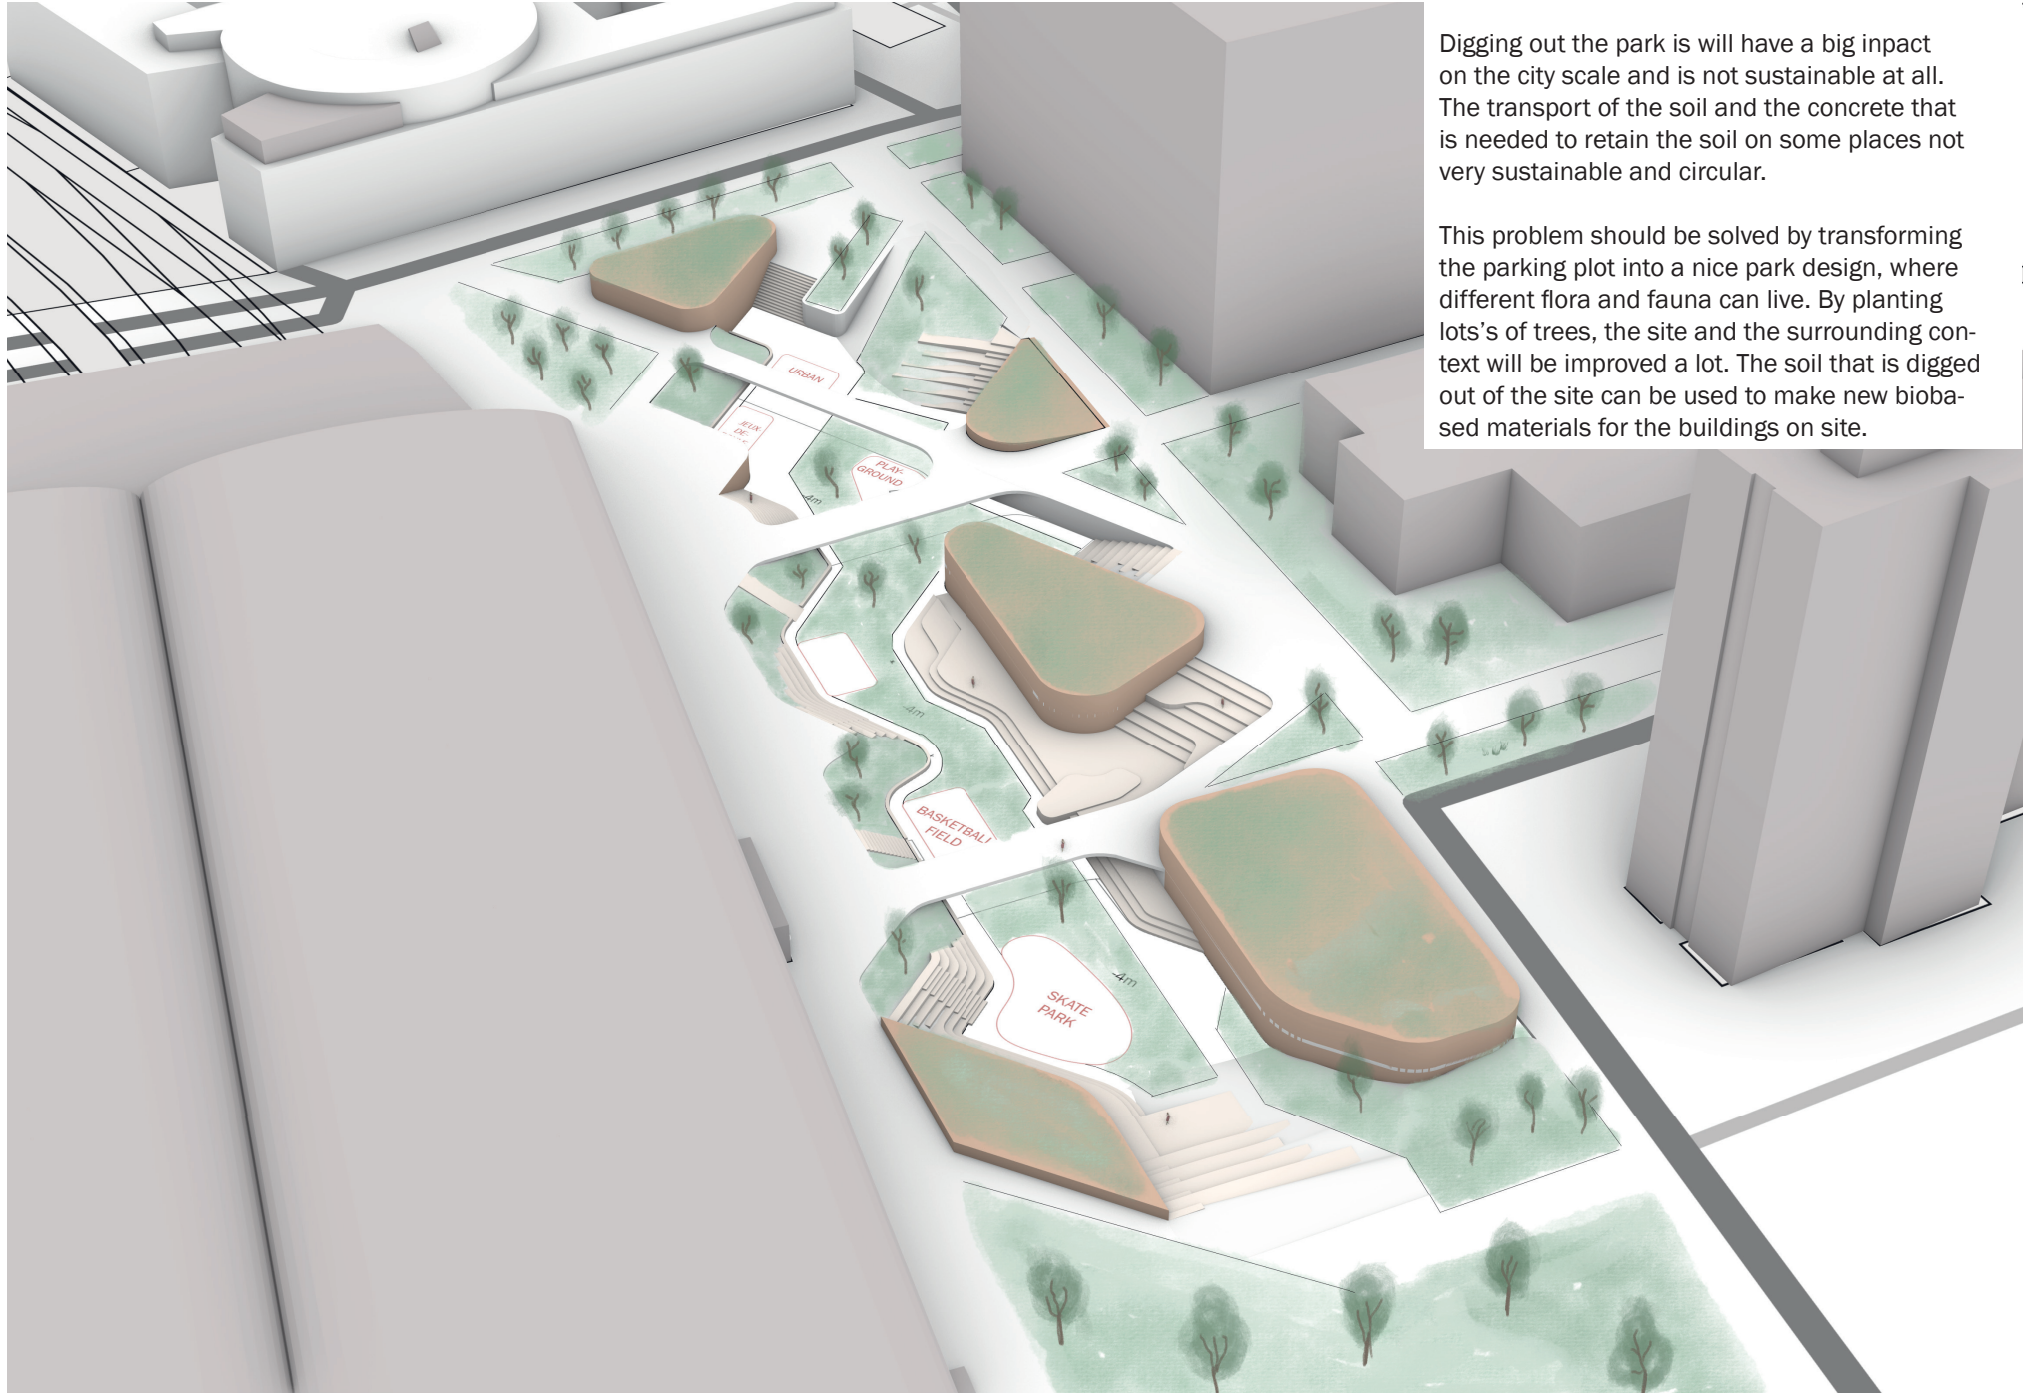 Digging out the park is will have a big inpact
on the city scale and is not sustainable at all.
The transport of the soil and the concrete that
is needed to retain the soil on some places not
very sustainable and circular.
This problem should be solved by transforming
the parking plot into a nice park design, where
different flora and fauna can live. By planting
lots's of trees, the site and the surrounding con-
text will be improved a lot. The soil that is digged
out of the site can be used to make new bioba-
sed materials for the buildings on site.
URBAN
JEUX-
DE-
PLAY-
GROUND
-4m
-4m
BASKETBALL
FIELD
-4m
SKATE
PARK